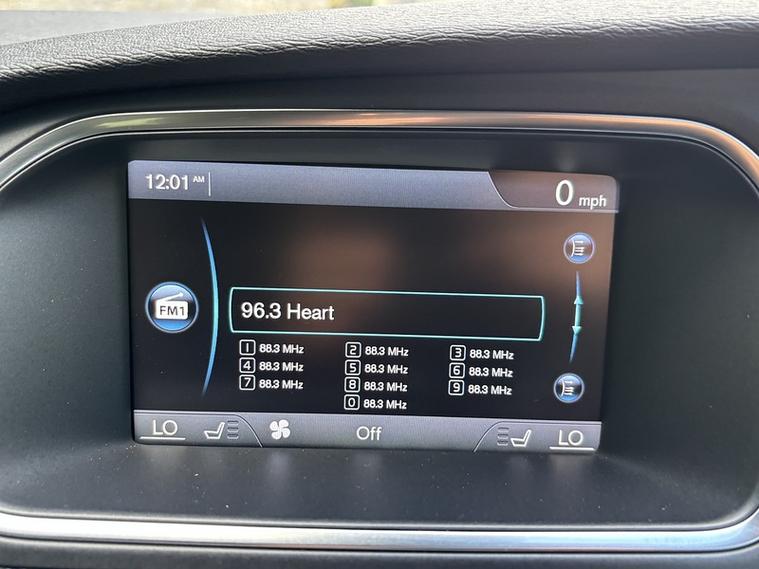 12:01 AM
0 mph
FM1
96.3 Heart
1 88.3 MHz 2 88.3 MHz 3 88.3 MHz
4 88.3 MHz 5 88.3 MHz 6 88.3 MHz
7 88.3 MHz 8 88.3 MHz 9 88.3 MHz
0 88.3 MHz
LO Off LO